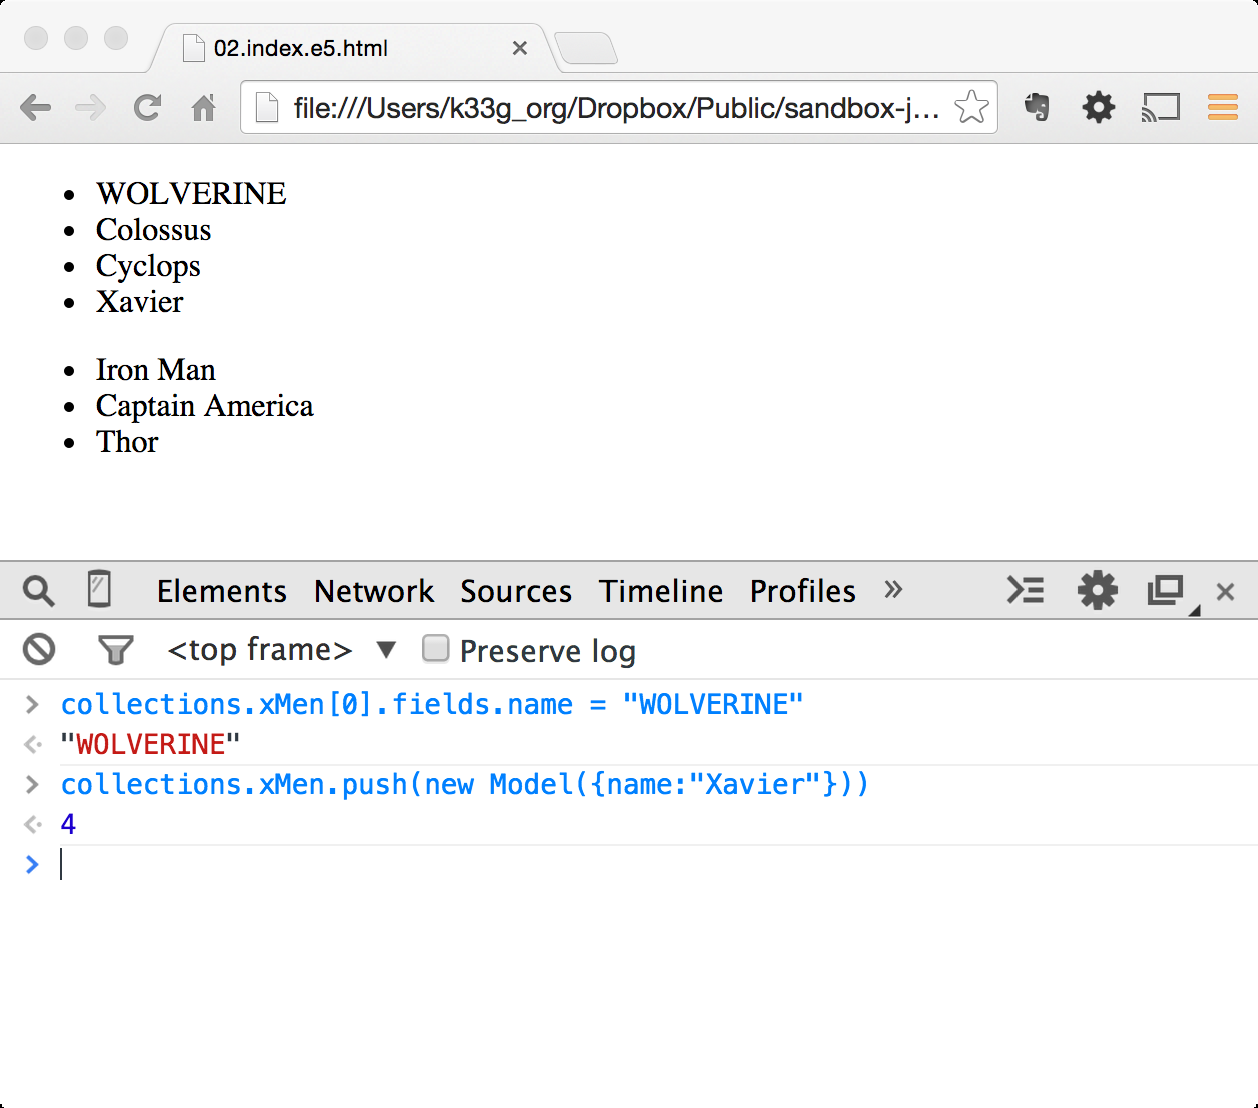 02.index.e5.html
file:///Users/k33g_org/Dropbox/Public/sandbox-j...
• WOLVERINE
• Colossus
• Cyclops
• Xavier
• Iron Man
• Captain America
• Thor
Elements Network Sources Timeline Profiles »
<top frame> ▼ Preserve log
> collections.xMen[0].fields.name = "WOLVERINE"
"WOLVERINE"
> collections.xMen.push(new Model({name:"Xavier"}))
4
>